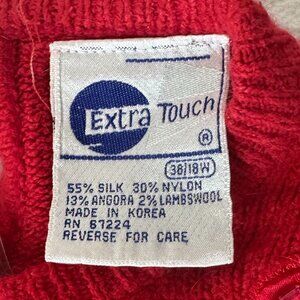 Extra Touch
®
38/18W
55% SILK 30% NYLON
13% ANGORA 2% LAMBSWOOL
MADE IN KOREA
RN 67224
REVERSE FOR CARE